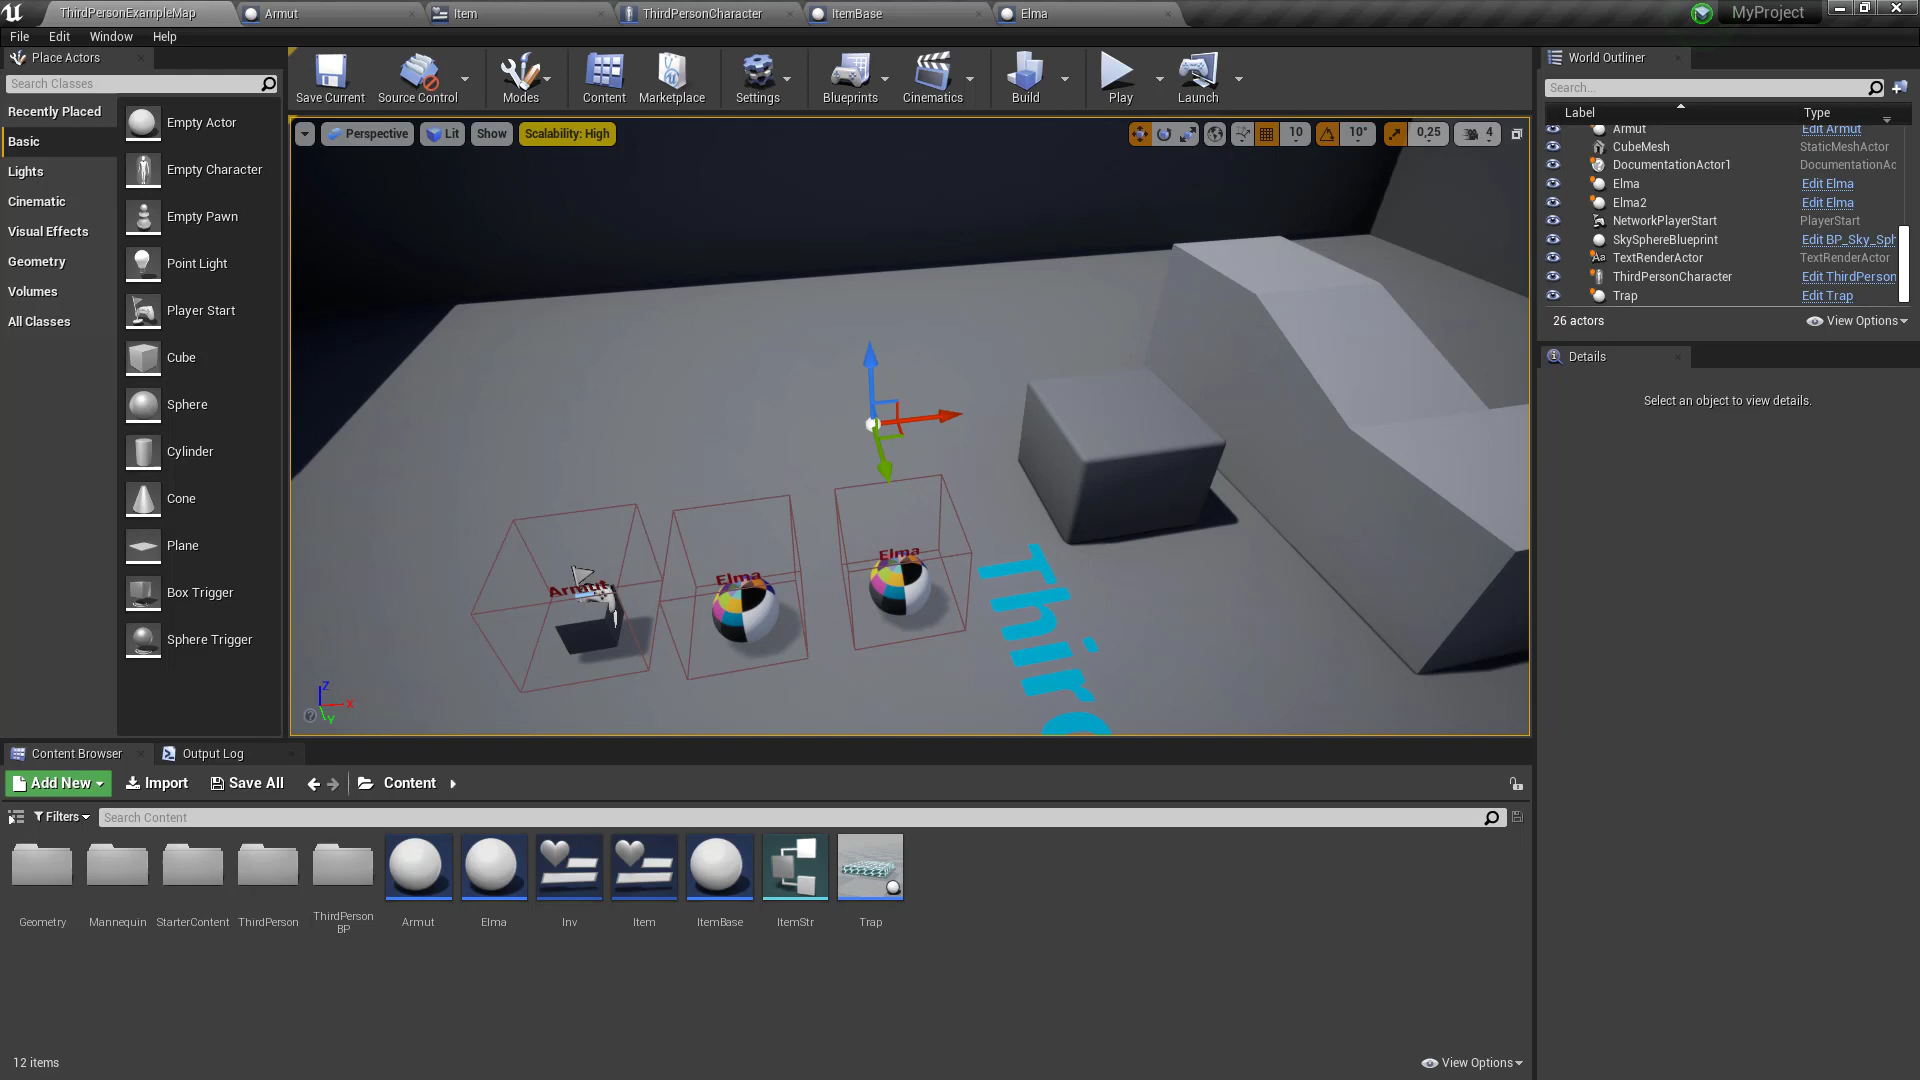 ThirdPersonExampleMap
Armut
Item
ThirdPersonCharacter
ItemBase
Elma
MyProject
File Edit Window Help
Place Actors
Search Classes
Recently Placed
Basic
Lights
Cinematic
Visual Effects
Geometry
Volumes
All Classes
Empty Actor
Empty Character
Empty Pawn
Point Light
Player Start
Cube
Sphere
Cylinder
Cone
Plane
Box Trigger
Sphere Trigger
Save Current
Source Control
Modes
Content
Marketplace
Settings
Blueprints
Cinematics
Build
Play
Launch
Perspective
Lit
Show
Scalability: High
10
10°
0,25
4
Armut
Elma
Elma
Third
Z
X
Y
World Outliner
Search...
Label Type
Armut Edit Armut
CubeMesh StaticMeshActor
DocumentationActor1 DocumentationAc
Elma Edit Elma
Elma2 Edit Elma
NetworkPlayerStart PlayerStart
SkySphereBlueprint Edit BP_Sky_Sph
TextRenderActor TextRenderActor
ThirdPersonCharacter Edit ThirdPerson
Trap Edit Trap
26 actors
View Options
Details
Select an object to view details.
Content Browser
Output Log
Add New
Import
Save All
Content
Filters
Search Content
Geometry
Mannequin
StarterContent
ThirdPerson
ThirdPerson
BP
Armut
Elma
Inv
Item
ItemBase
ItemStr
Trap
12 items
View Options